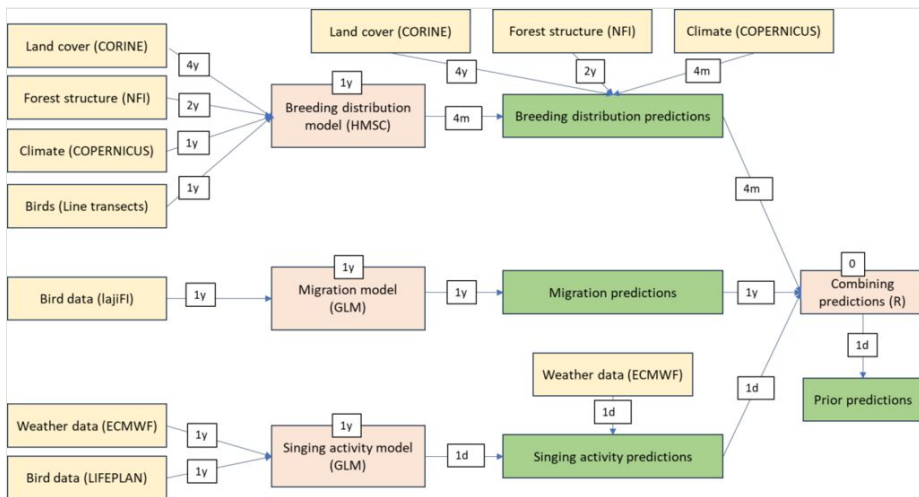 Land cover (CORINE)
Forest structure (NFI)
Climate (COPERNICUS)
Land cover (CORINE)
4y
4y
2y
4m
1y
Forest structure (NFI)
2y
Breeding distribution
model (HMSC)
4m
Breeding distribution predictions
Climate (COPERNICUS)
1y
1y
Birds (Line transects)
4m
0
1y
Bird data (lajiFI)
1y
Migration model
(GLM)
1y
Migration predictions
1y
Combining
predictions (R)
1d
Weather data (ECMWF)
1d
1d
Prior predictions
Weather data (ECMWF)
1y
1y
Singing activity model
(GLM)
1d
Singing activity predictions
Bird data (LIFEPLAN)
1y